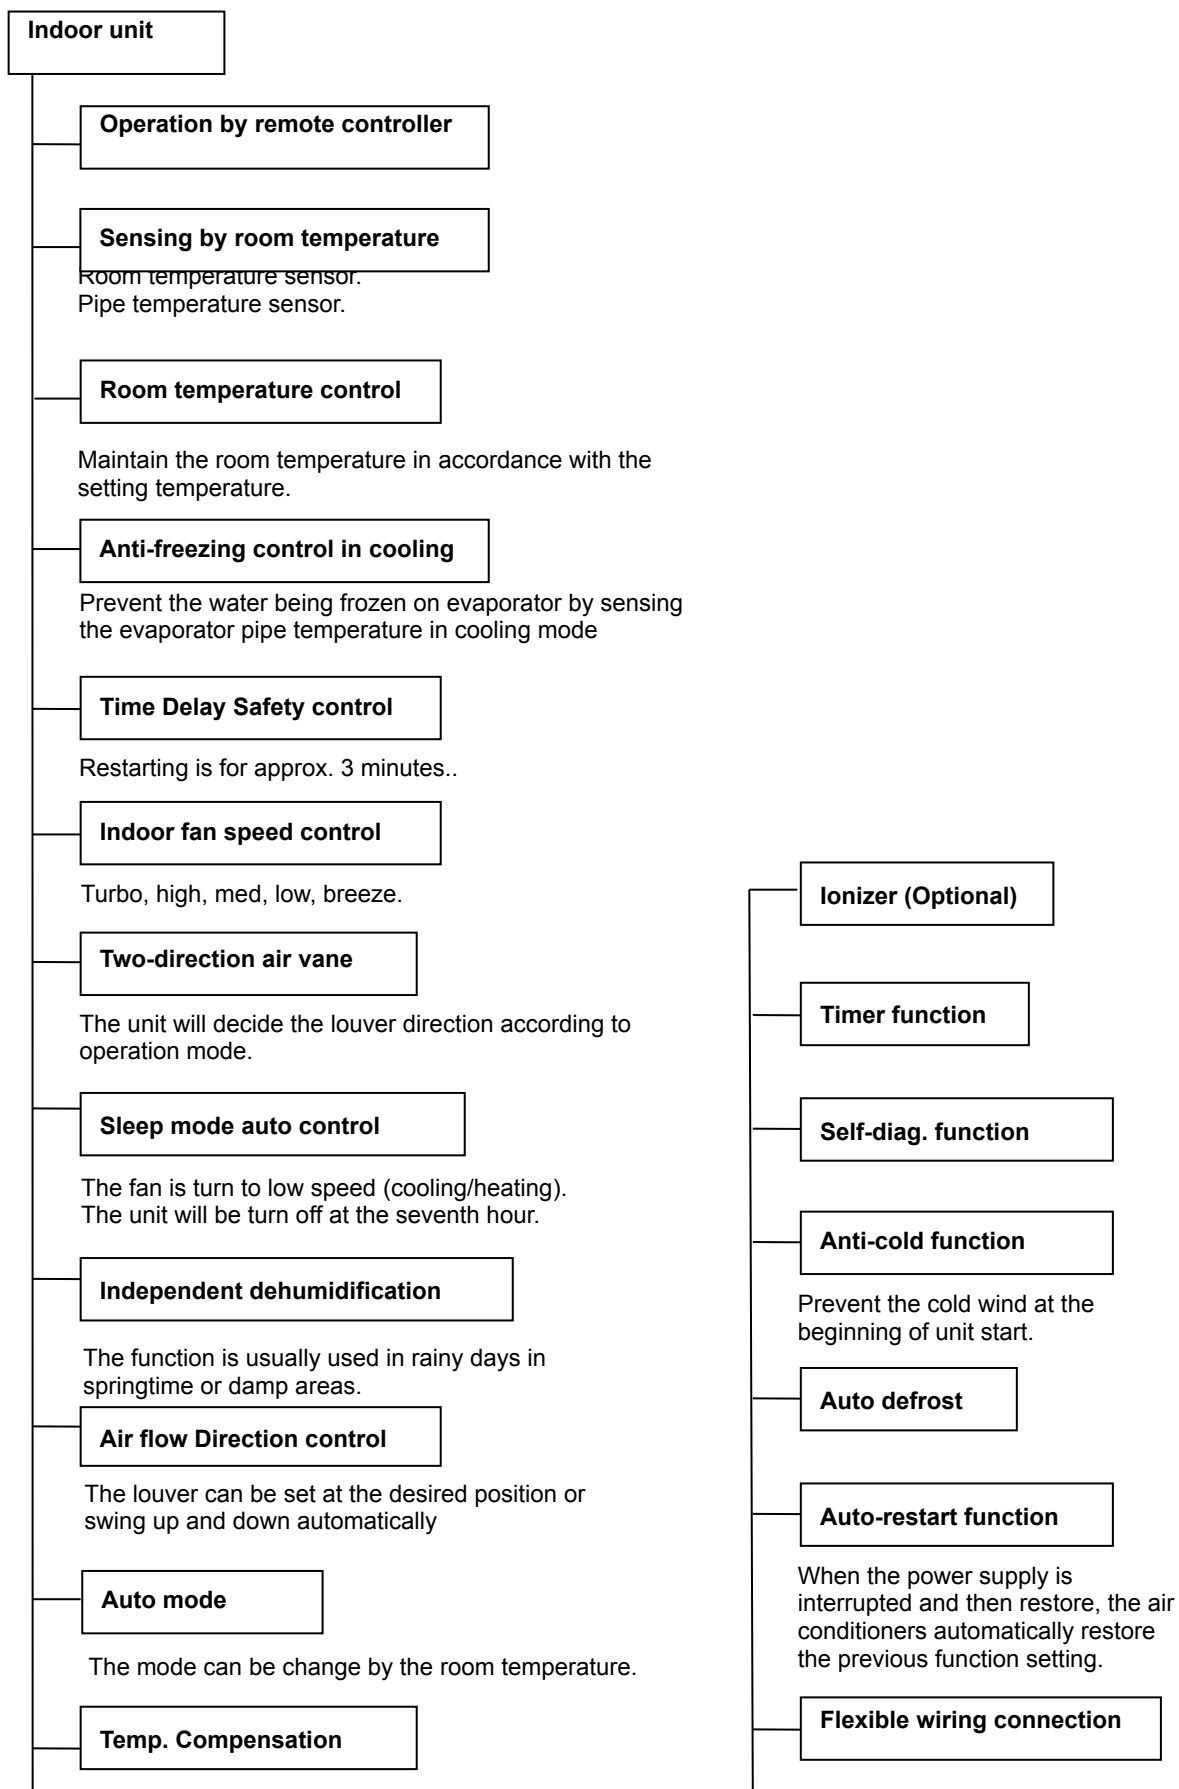 Indoor unit
Operation by remote controller
Sensing by room temperature
Room temperature sensor.
Pipe temperature sensor.
Room temperature control
Maintain the room temperature in accordance with the
setting temperature.
Anti-freezing control in cooling
Prevent the water being frozen on evaporator by sensing
the evaporator pipe temperature in cooling mode
Time Delay Safety control
Restarting is for approx. 3 minutes..
Indoor fan speed control
Turbo, high, med, low, breeze.
Two-direction air vane
The unit will decide the louver direction according to
operation mode.
Sleep mode auto control
The fan is turn to low speed (cooling/heating).
The unit will be turn off at the seventh hour.
Independent dehumidification
The function is usually used in rainy days in
springtime or damp areas.
Air flow Direction control
The louver can be set at the desired position or
swing up and down automatically
Auto mode
The mode can be change by the room temperature.
Temp. Compensation
Ionizer (Optional)
Timer function
Self-diag. function
Anti-cold function
Prevent the cold wind at the
beginning of unit start.
Auto defrost
Auto-restart function
When the power supply is
interrupted and then restore, the air
conditioners automatically restore
the previous function setting.
Flexible wiring connection